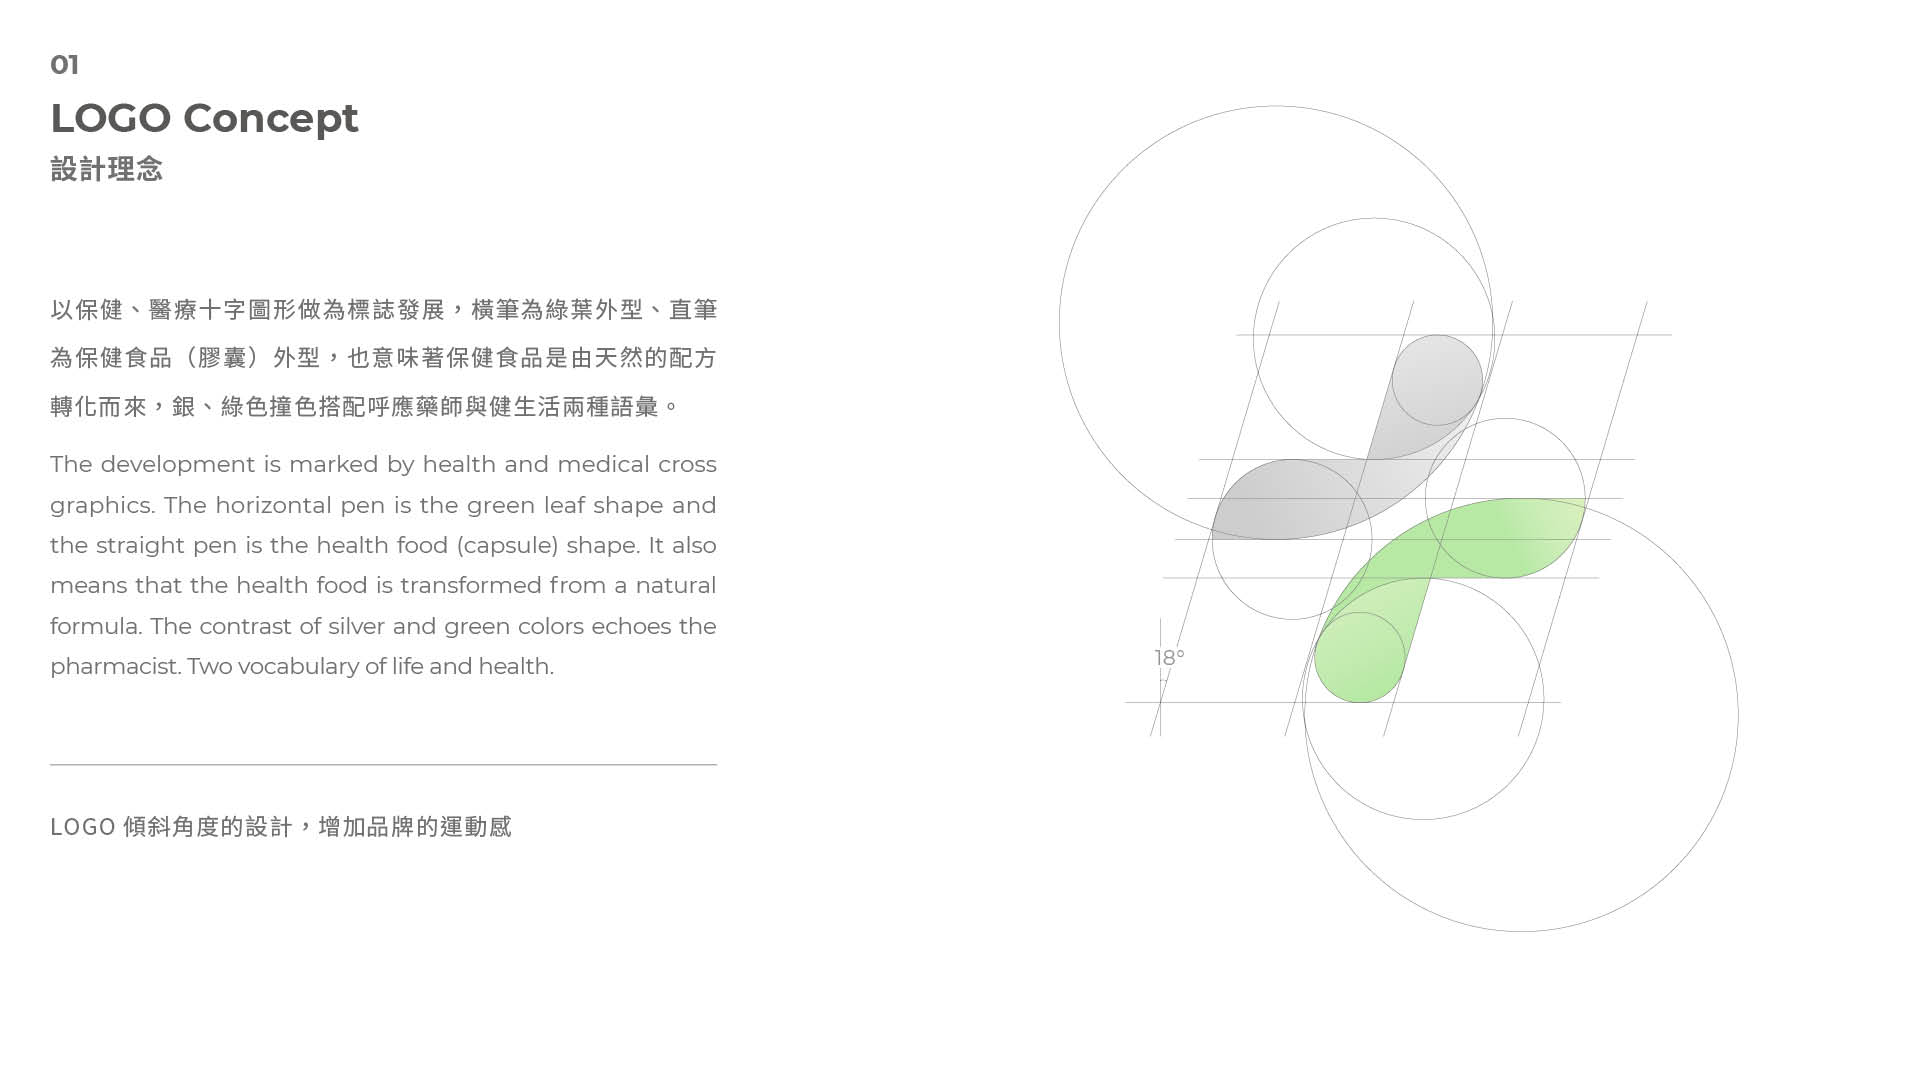 01
LOGO Concept
設計理念
以保健、醫療十字圖形做為標誌發展，橫筆為綠葉外型、直筆
為保健食品（膠囊）外型，也意味著保健食品是由天然的配方
轉化而來，銀、綠色撞色搭配呼應藥師與健生活兩種語彙。
The development is marked by health and medical cross
graphics. The horizontal pen is the green leaf shape and
the straight pen is the health food (capsule) shape. It also
means that the health food is transformed from a natural
formula. The contrast of silver and green colors echoes the
pharmacist. Two vocabulary of life and health.
LOGO 傾斜角度的設計，增加品牌的運動感
18°